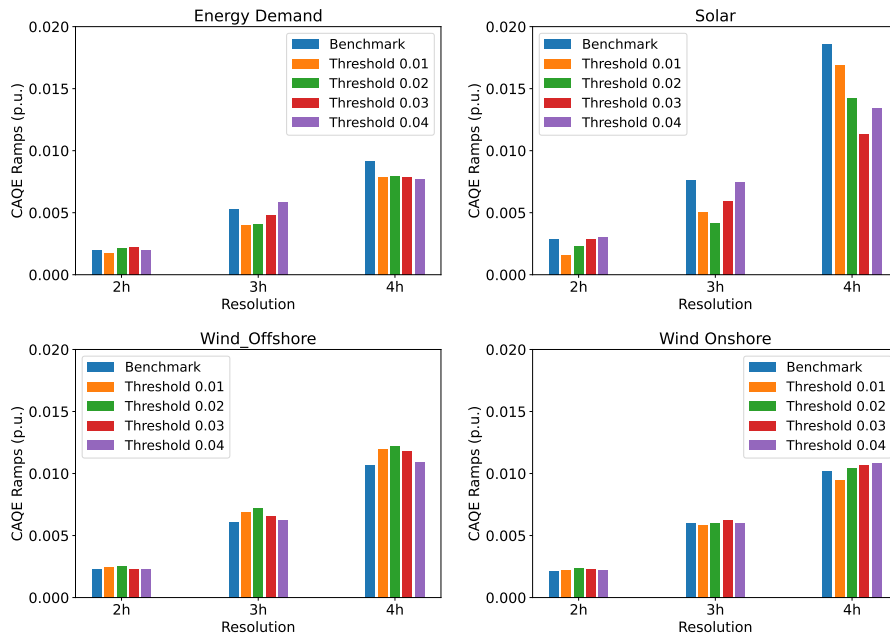 Energy Demand
0.020
0.015
0.010
0.005
0.000
CAQE Ramps (p.u.)
Benchmark
Threshold 0.01
Threshold 0.02
Threshold 0.03
Threshold 0.04
2h 3h 4h
Resolution
Solar
0.020
0.015
0.010
0.005
0.000
CAQE Ramps (p.u.)
Benchmark
Threshold 0.01
Threshold 0.02
Threshold 0.03
Threshold 0.04
2h 3h 4h
Resolution
Wind_Offshore
0.020
0.015
0.010
0.005
0.000
CAQE Ramps (p.u.)
Benchmark
Threshold 0.01
Threshold 0.02
Threshold 0.03
Threshold 0.04
2h 3h 4h
Resolution
Wind Onshore
0.020
0.015
0.010
0.005
0.000
CAQE Ramps (p.u.)
Benchmark
Threshold 0.01
Threshold 0.02
Threshold 0.03
Threshold 0.04
2h 3h 4h
Resolution